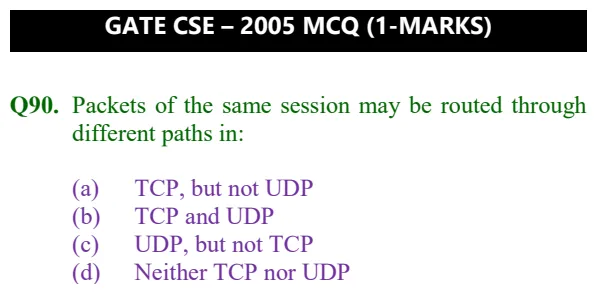 GATE CSE – 2005 MCQ (1-MARKS)
Q90. Packets of the same session may be routed through
different paths in:
(a) TCP, but not UDP
(b) TCP and UDP
(c) UDP, but not TCP
(d) Neither TCP nor UDP